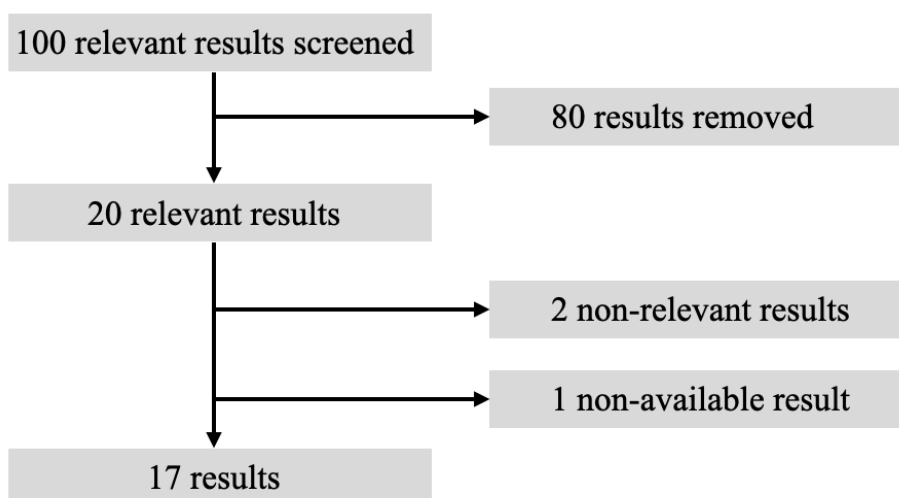 100 relevant results screened
80 results removed
20 relevant results
2 non-relevant results
1 non-available result
17 results